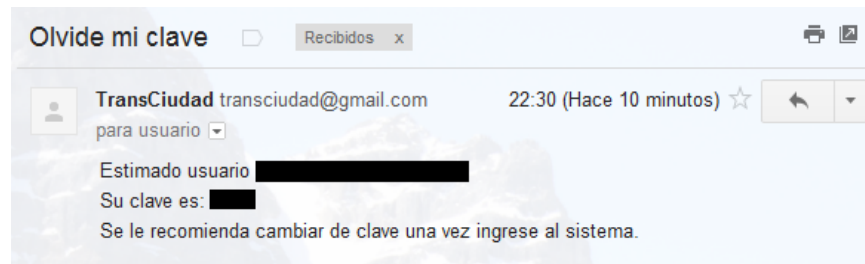 Olvide mi clave Recibidos x
TransCiudad transciudad@gmail.com 22:30 (Hace 10 minutos)
para usuario
Estimado usuario
Su clave es:
Se le recomienda cambiar de clave una vez ingrese al sistema.